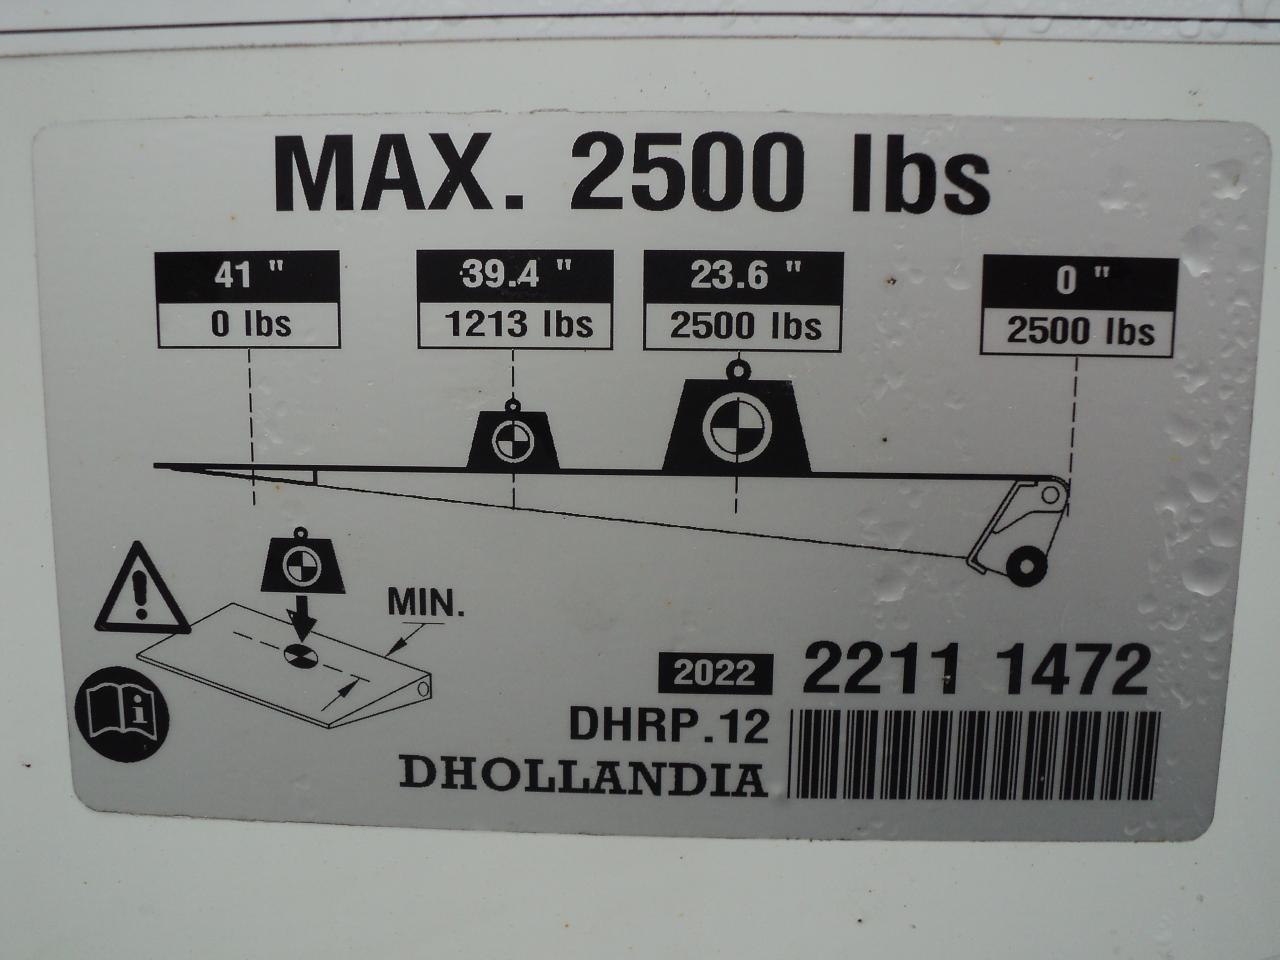 MAX. 2500 lbs
41 " 39.4 " 23.6 " 0 "
0 lbs 1213 lbs 2500 lbs 2500 lbs
MIN.
2022 2211 1472
DHRP.12
DHOLLANDIA
i